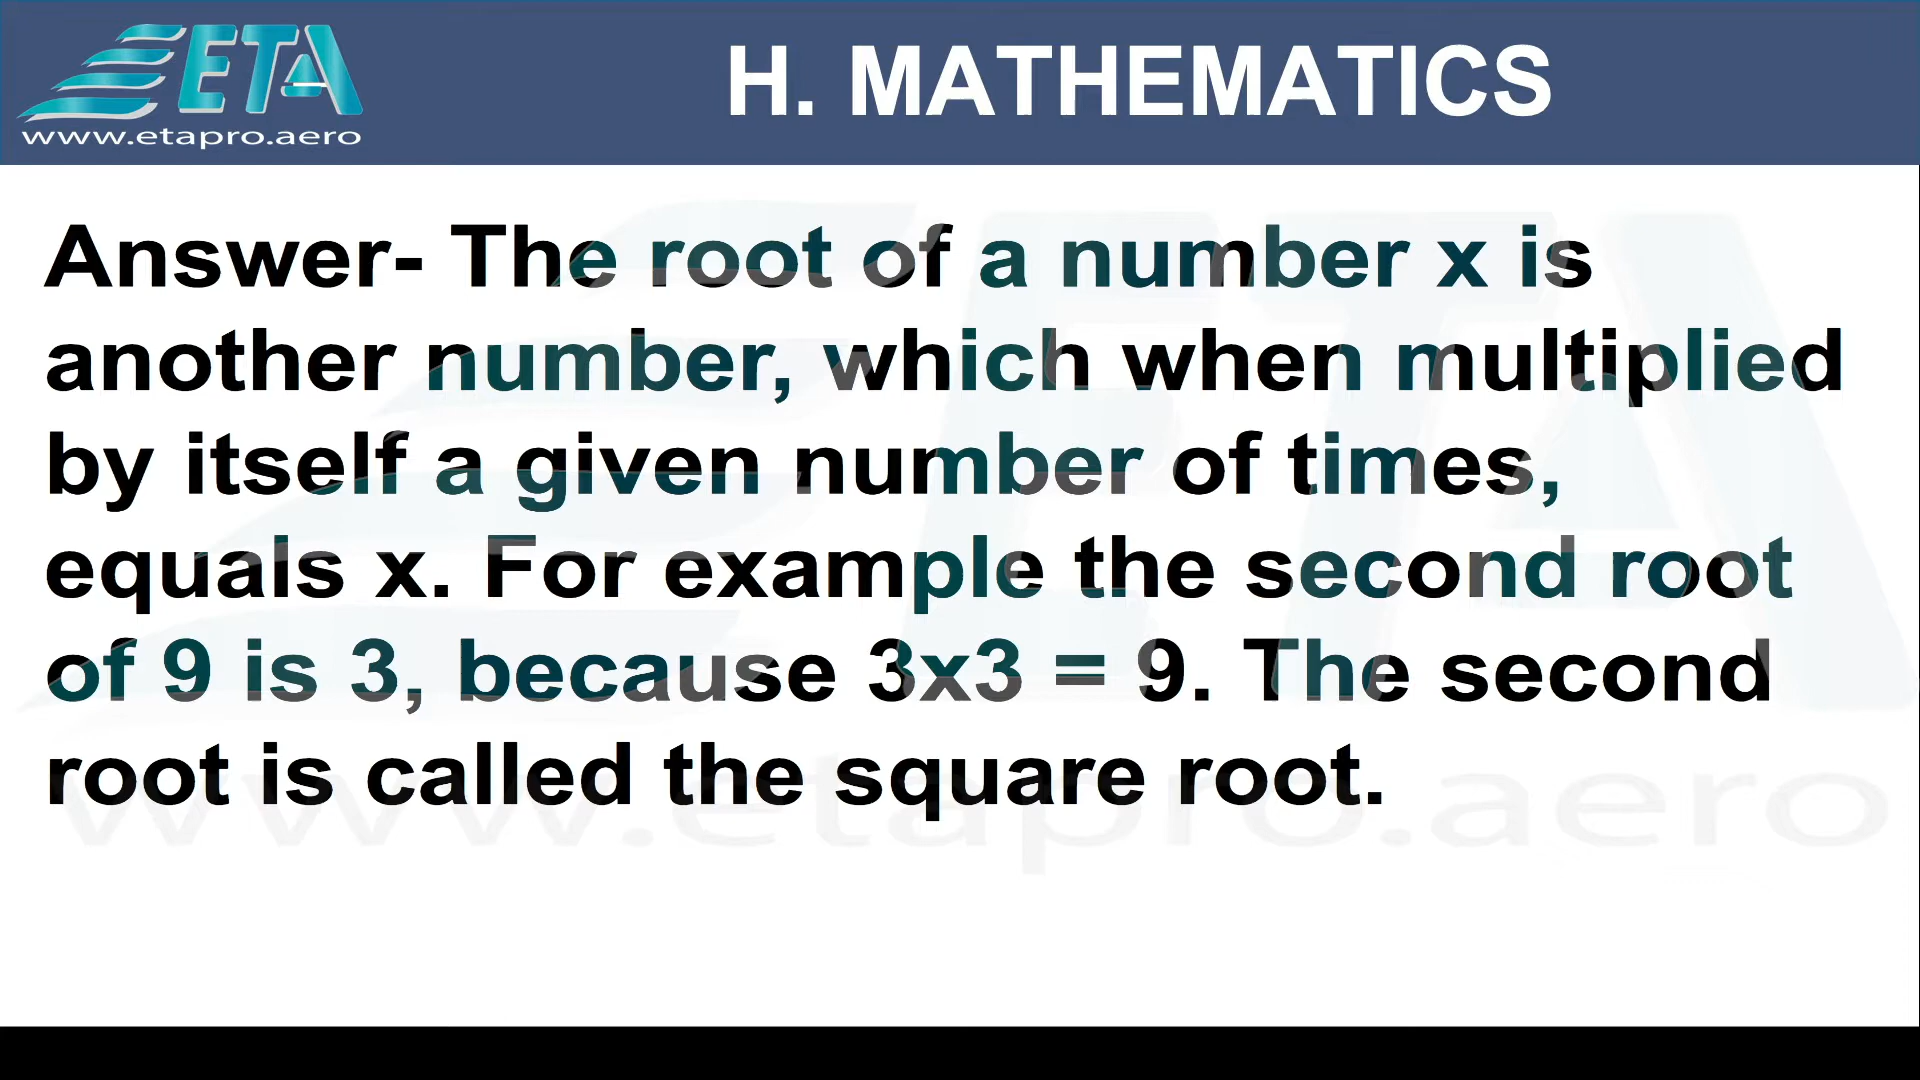 ETA
www.etapro.aero
H. MATHEMATICS
Answer- The root of a number x is
another number, which when multiplied
by itself a given number of times,
equals x. For example the second root
of 9 is 3, because 3x3 = 9. The second
root is called the square root.
ETA
www.etapro.aero